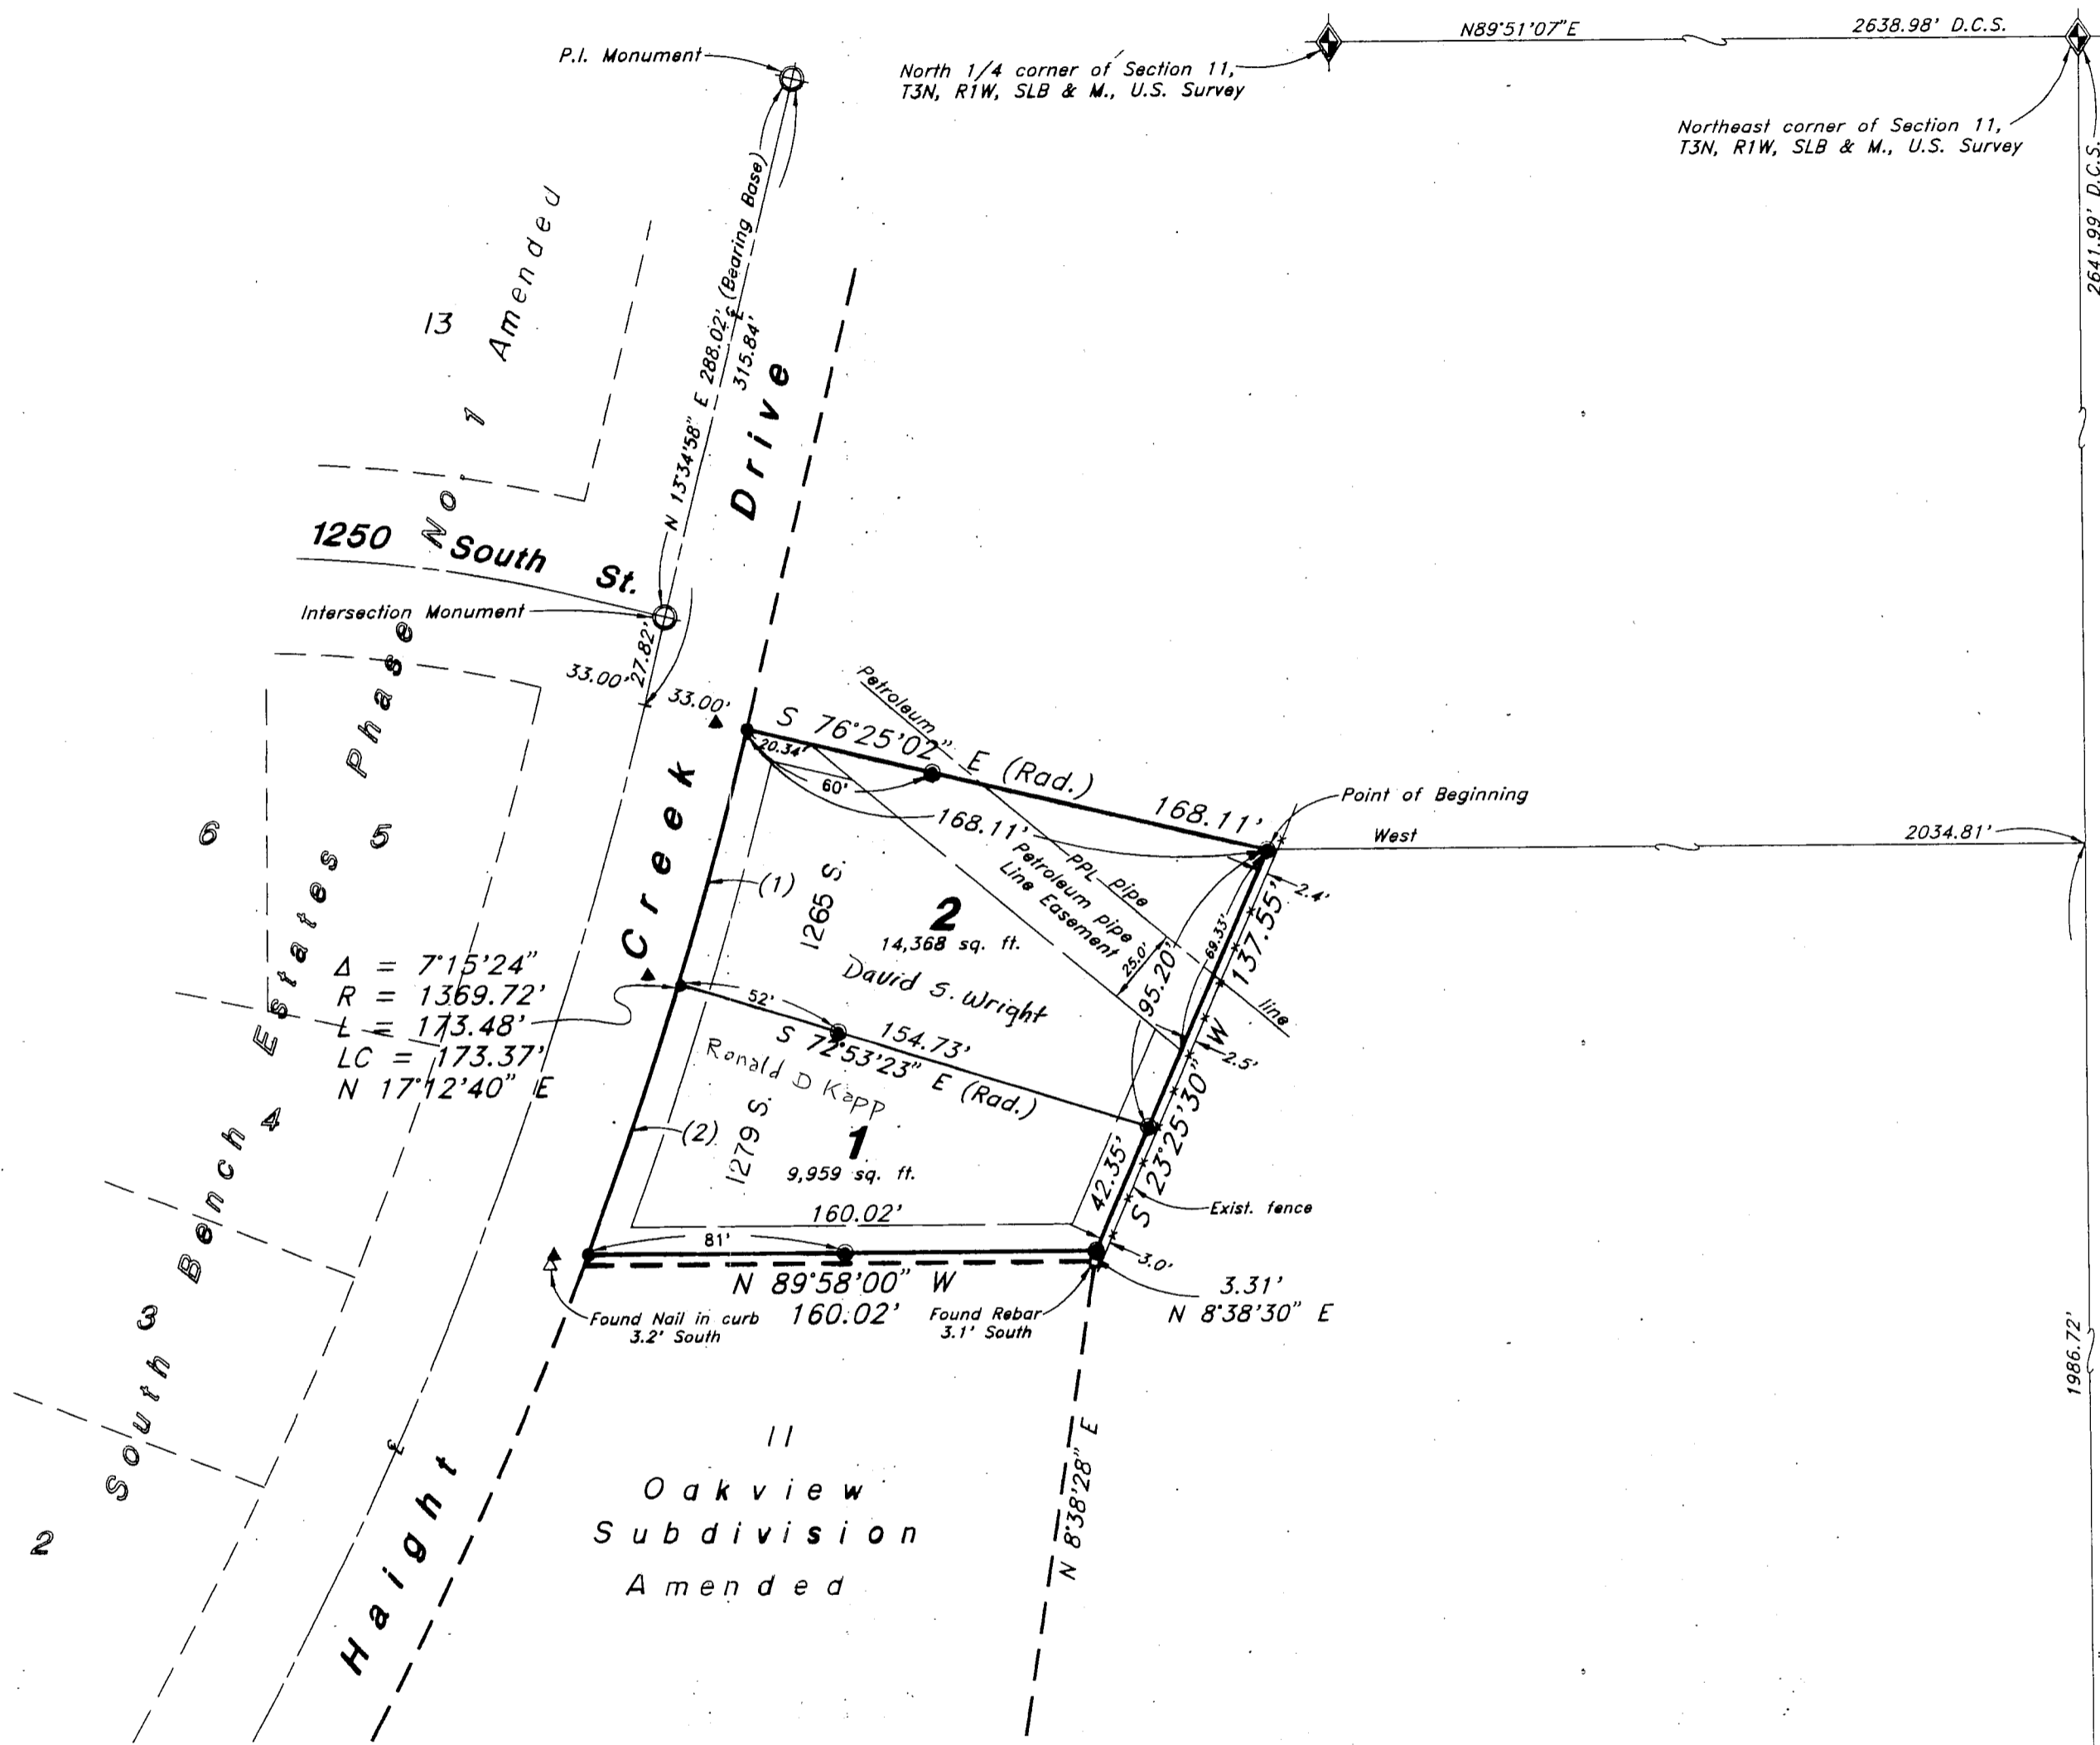 P.I. Monument
North 1/4 corner of Section 11,
T3N, R1W, SLB & M., U.S. Survey
N89°51'07"E
2638.98' D.C.S.
Northeast corner of Section 11,
T3N, R1W, SLB & M., U.S. Survey
2641.99' D.C.S.
N 13°34'58" E 288.02' (Bearing Base)
℄
315.84'
13
South Bench Estates Phase No 1 Amended
1250 South St.
Intersection Monument
27.82'
33.00'
33.00'
Haight Creek Drive
S 76°25'02" E (Rad.)
168.11'
20.34'
60'
168.11'
Petroleum
PPL pipe
line
Petroleum pipe
Line Easement
25.0'
Point of Beginning
West
2034.81'
2.4'
69.33'
95.20'
137.55'
S 23°25'30" W
2.5'
(1)
1265 S.
2
14,368 sq. ft.
David S. Wright
6
5
4
3
2
Δ = 7°15'24"
R = 1369.72'
L = 173.48'
LC = 173.37'
N 17°12'40" E
52'
154.73'
S 72°53'23" E (Rad.)
Ronald D Kapp
(2)
1279 S.
1
9,959 sq. ft.
42.35'
Exist. fence
160.02'
81'
3.0'
N 89°58'00" W
160.02'
Found Nail in curb
3.2' South
Found Rebar
3.1' South
3.31'
N 8°38'30" E
1986.72'
℄
11
Oakview
Subdivision
Amended
N 8°38'28" E